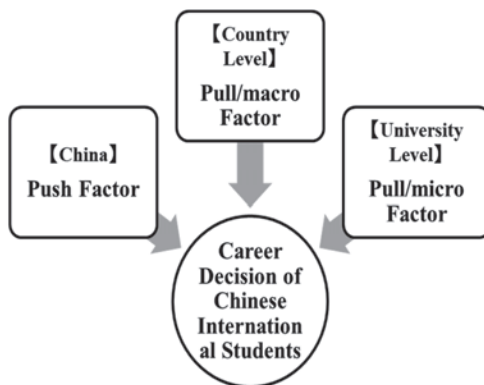 【Country
Level】
Pull/macro
Factor
【China】
Push Factor
【University
Level】
Pull/micro
Factor
Career
Decision of
Chinese
Internation
al Students